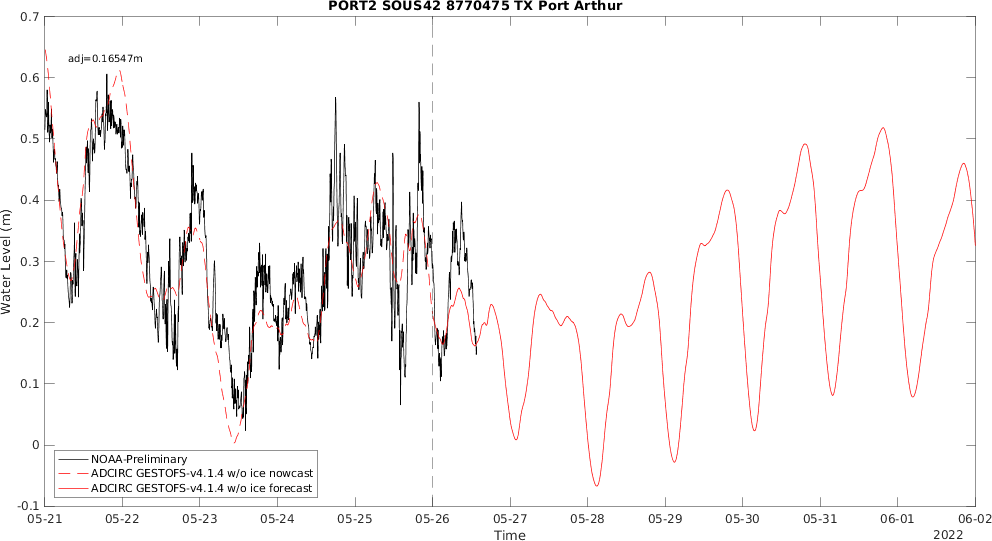 PORT2 SOUS42 8770475 TX Port Arthur
adj=0.16547m
Water Level (m)
0.7
0.6
0.5
0.4
0.3
0.2
0.1
0
-0.1
NOAA-Preliminary
ADCIRC GESTOFS-v4.1.4 w/o ice nowcast
ADCIRC GESTOFS-v4.1.4 w/o ice forecast
05-21 05-22 05-23 05-24 05-25 05-26 05-27 05-28 05-29 05-30 05-31 06-01 06-02
Time
2022